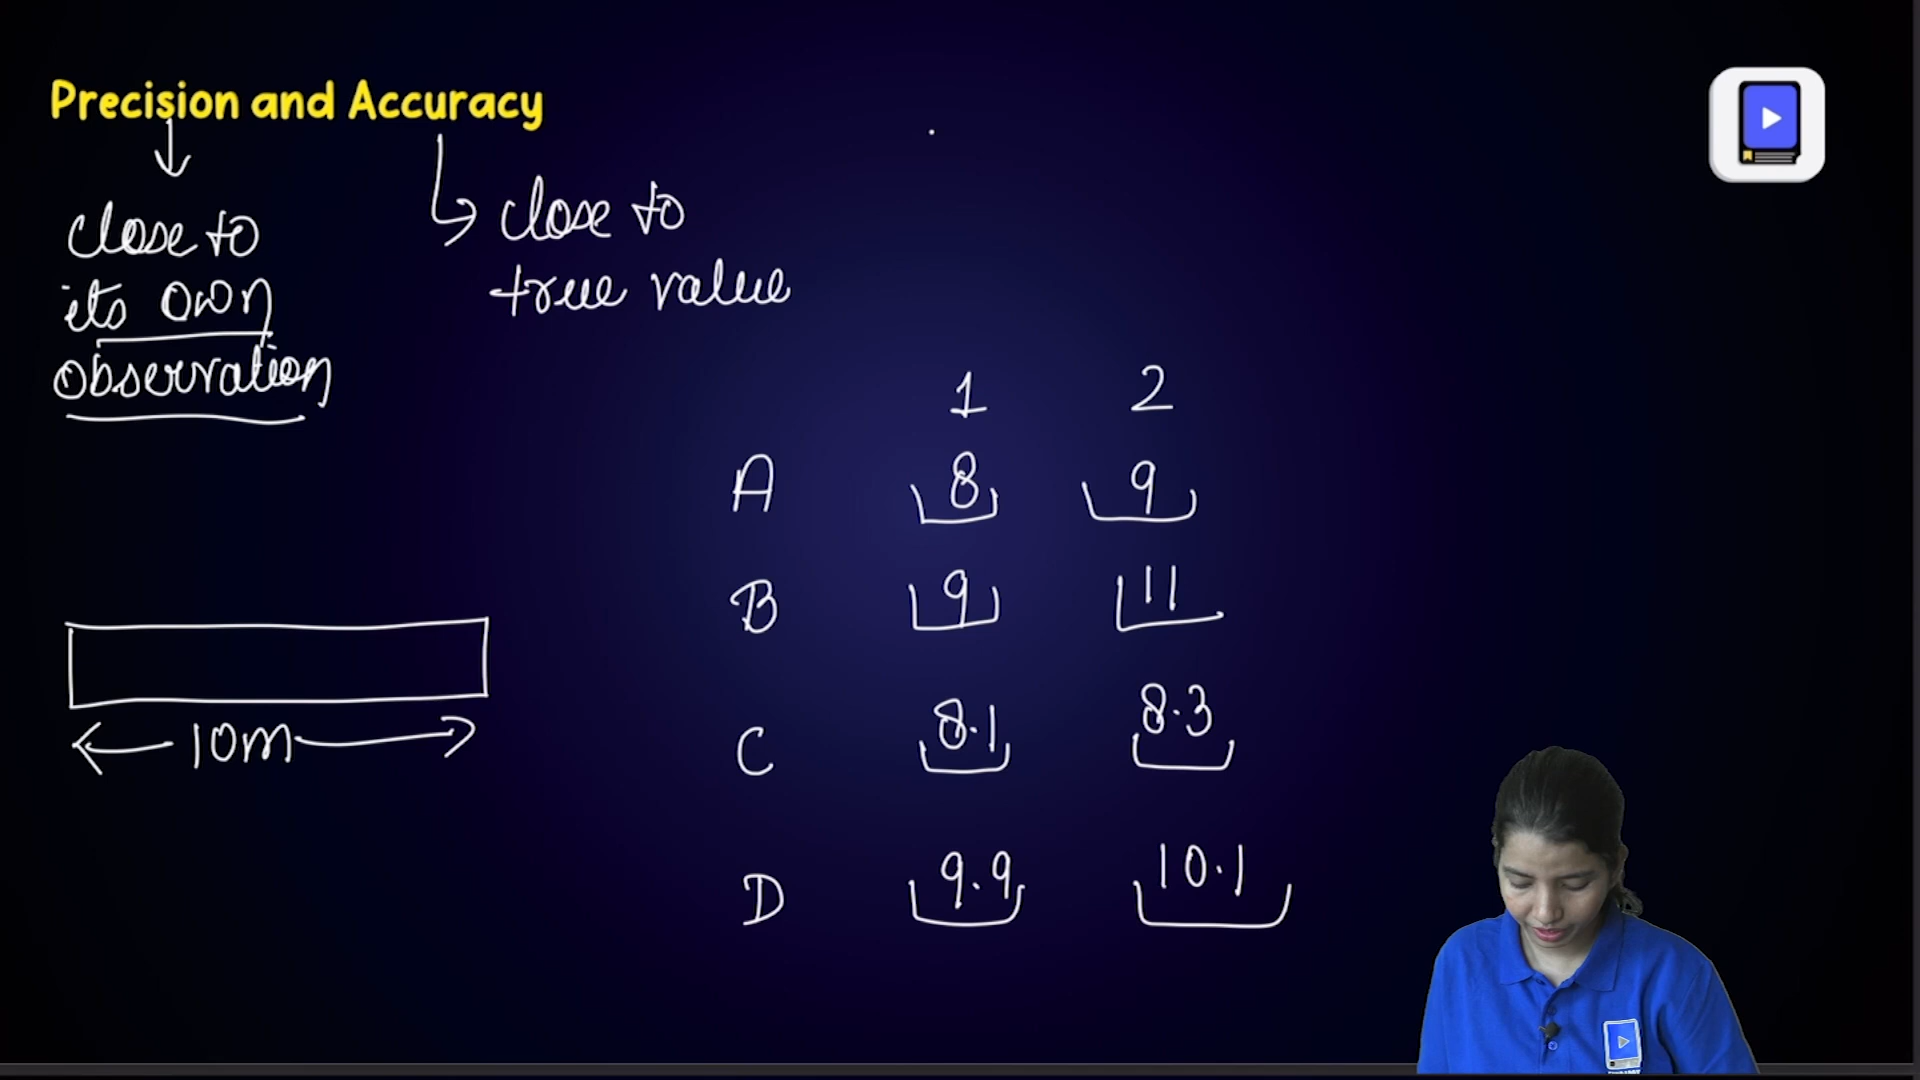 Precision and Accuracy
close to
its own
observation
close to
true value
1 2
A 8 9
B 9 11
C 8.1 8.3
D 9.9 10.1
10m